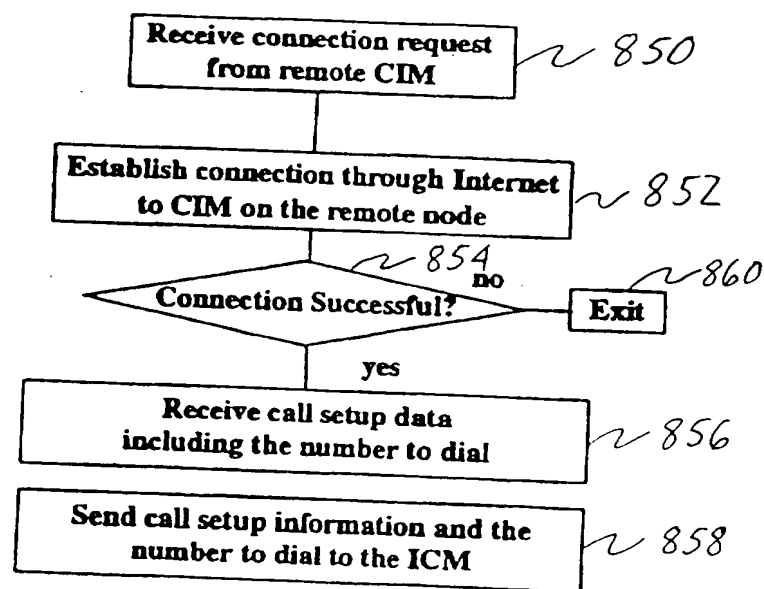 Receive connection request
from remote CIM
850
Establish connection through Internet
to CIM on the remote node
852
854
no
860
Connection Successful?
Exit
yes
Receive call setup data
including the number to dial
856
Send call setup information and the
number to dial to the ICM
858